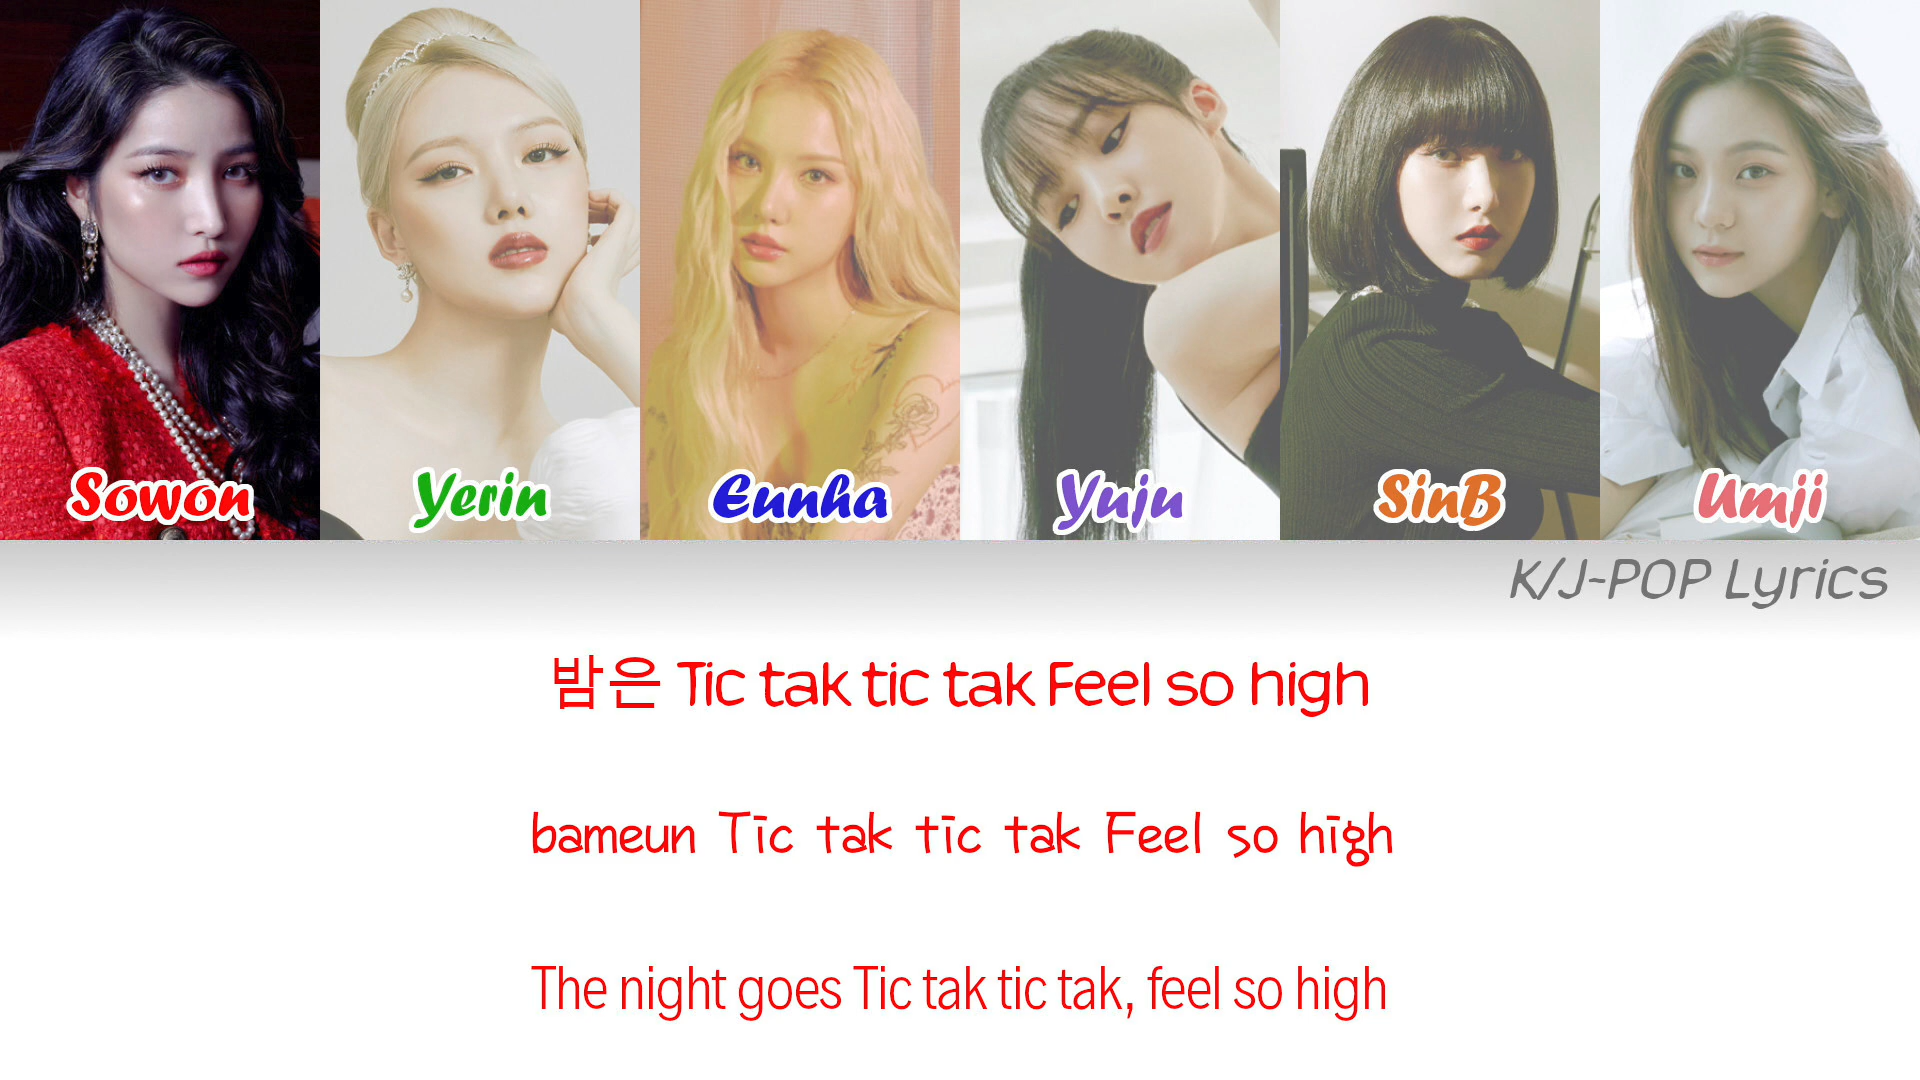 Sowon Yerin Eunha Yuju SinB Umji
K/J-POP Lyrics
밤은 Tic tak tic tak Feel so high
bameun Tic tak tic tak Feel so high
The night goes Tic tak tic tak, feel so high